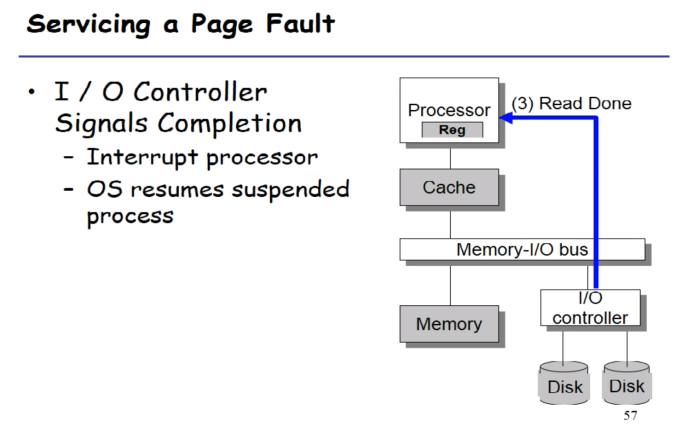 Servicing a Page Fault
• I / O Controller
Signals Completion
– Interrupt processor
– OS resumes suspended
process
Processor
Reg
(3) Read Done
Cache
Memory-I/O bus
Memory
I/O
controller
Disk
Disk
57